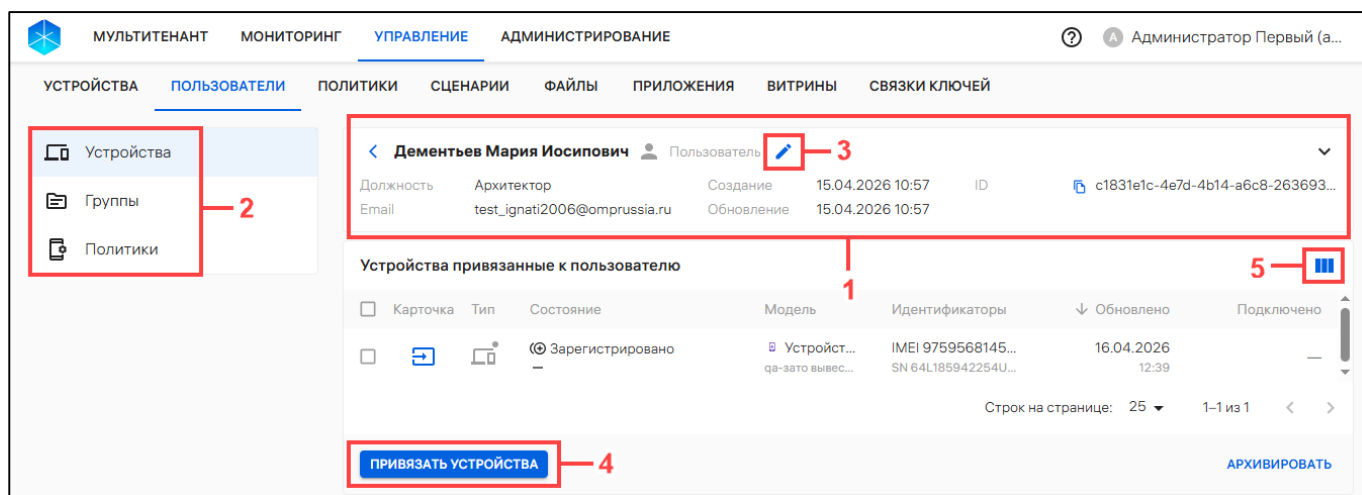 МУЛЬТИТЕНАНТ МОНИТОРИНГ УПРАВЛЕНИЕ АДМИНИСТРИРОВАНИЕ А Администратор Первый (а...
УСТРОЙСТВА ПОЛЬЗОВАТЕЛИ ПОЛИТИКИ СЦЕНАРИИ ФАЙЛЫ ПРИЛОЖЕНИЯ ВИТРИНЫ СВЯЗКИ КЛЮЧЕЙ
Устройства
Группы
Политики
2
Дементьев Мария Иосипович Пользователь 3
Должность Архитектор Создание 15.04.2026 10:57 ID c1831e1c-4e7d-4b14-a6c8-263693...
Email test_ignati2006@omprussia.ru Обновление 15.04.2026 10:57
1
Устройства привязанные к пользователю 5
Карточка Тип Состояние Модель Идентификаторы Обновлено Подключено
Зарегистрировано Устройст... IMEI 9759568145... 16.04.2026 —
— qa-зато вывес... SN 64L185942254U... 12:39
Строк на странице: 25 1–1 из 1
ПРИВЯЗАТЬ УСТРОЙСТВА 4 АРХИВИРОВАТЬ